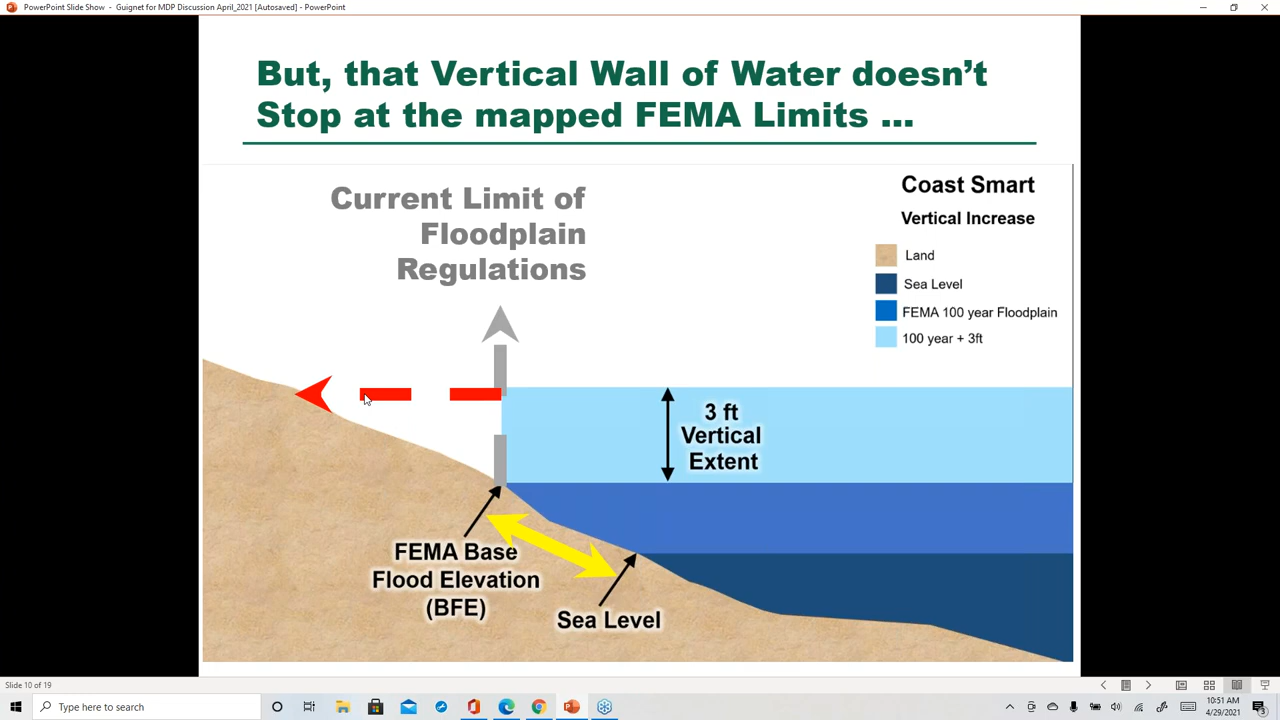 PowerPoint Slide Show - Guignet for MDP Discussion April_2021 [Autosaved] - PowerPoint
But, that Vertical Wall of Water doesn't
Stop at the mapped FEMA Limits ...
Current Limit of
Floodplain
Regulations
Coast Smart
Vertical Increase
Land
Sea Level
FEMA 100 year Floodplain
100 year + 3ft
3 ft
Vertical
Extent
FEMA Base
Flood Elevation
(BFE)
Sea Level
Slide 10 of 19
Type here to search
10:51 AM
4/29/2021
3